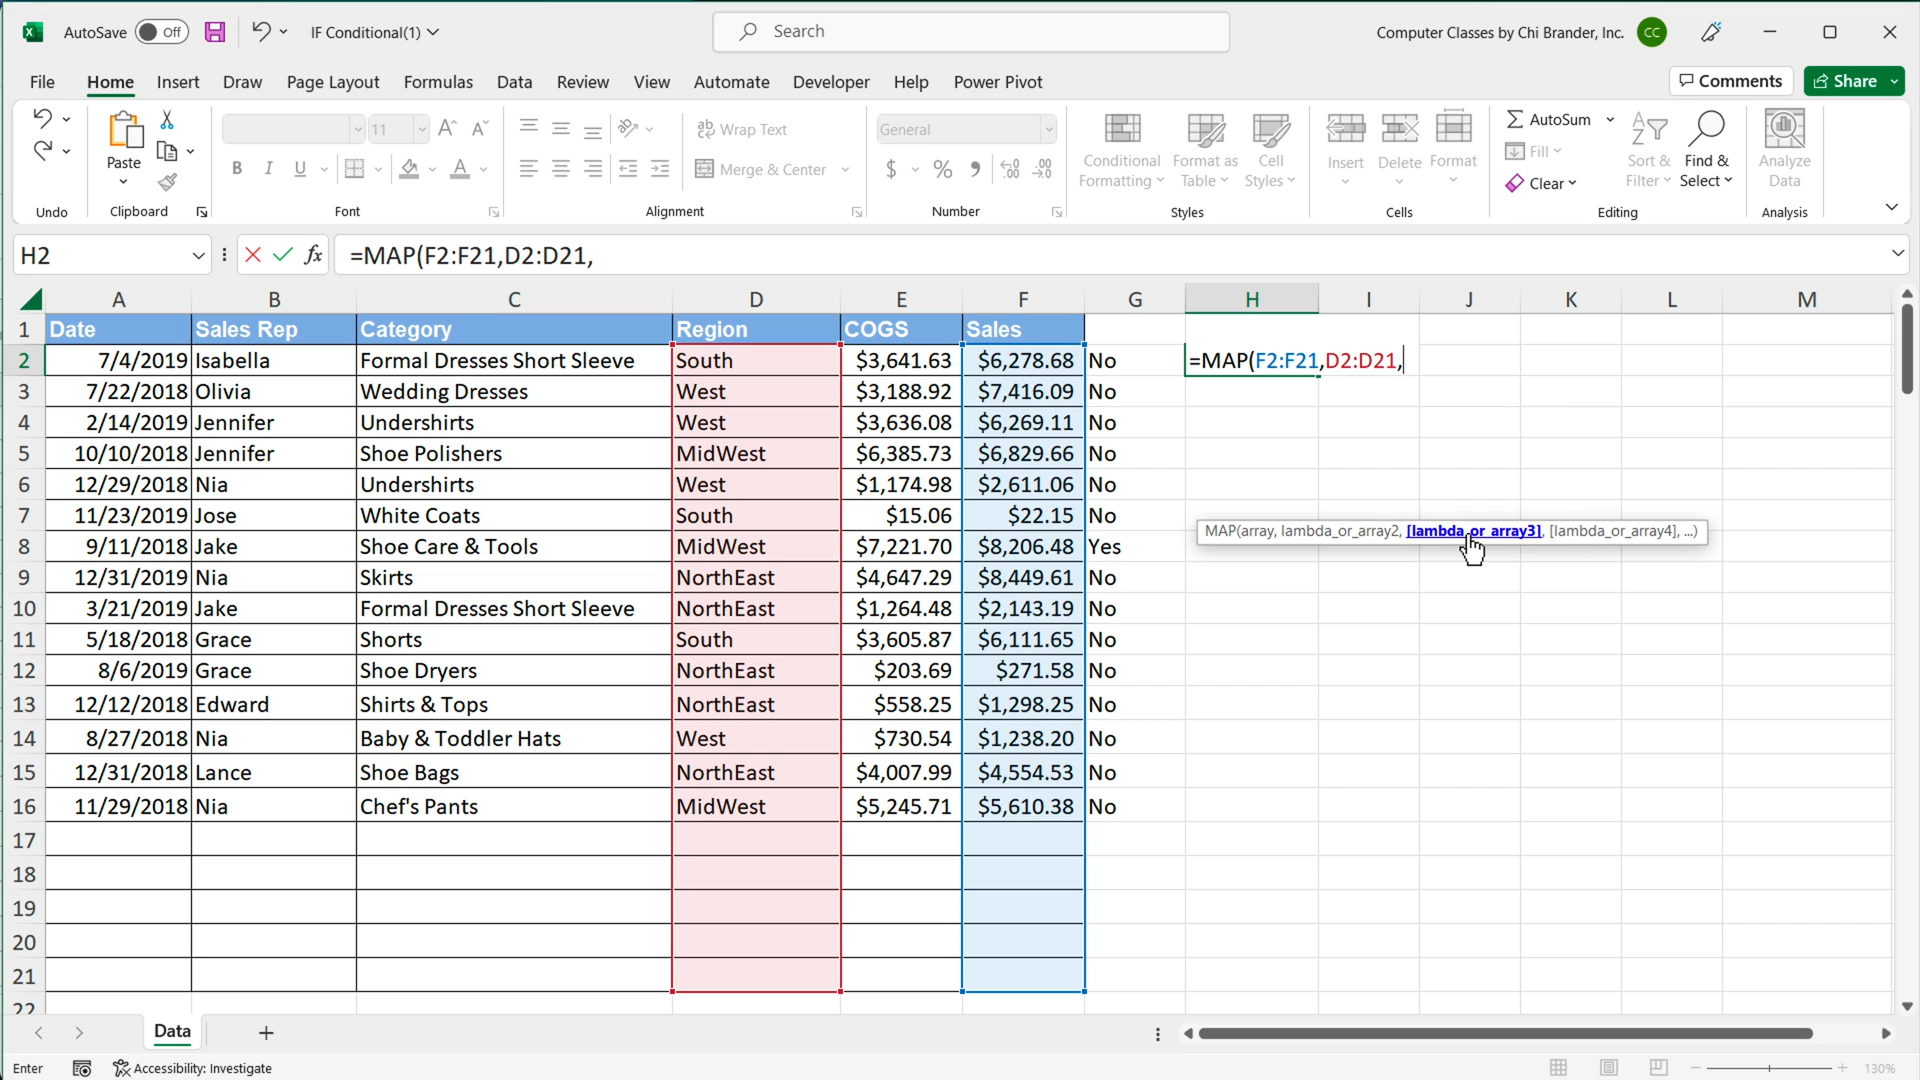 AutoSave Off IF Conditional(1) Search Computer Classes by Chi Brander, Inc. CC
File Home Insert Draw Page Layout Formulas Data Review View Automate Developer Help Power Pivot Comments Share
Paste 11 B I U ab Wrap Text Merge & Center General $ % Conditional Formatting Format as Table Cell Styles Insert Delete Format AutoSum Fill Clear Sort & Filter Find & Select Analyze Data
Undo Clipboard Font Alignment Number Styles Cells Editing Analysis
H2 fx =MAP(F2:F21,D2:D21,
A B C D E F G H I J K L M
1 Date Sales Rep Category Region COGS Sales
2 7/4/2019 Isabella Formal Dresses Short Sleeve South $3,641.63 $6,278.68 No =MAP(F2:F21,D2:D21,
3 7/22/2018 Olivia Wedding Dresses West $3,188.92 $7,416.09 No
4 2/14/2019 Jennifer Undershirts West $3,636.08 $6,269.11 No
5 10/10/2018 Jennifer Shoe Polishers MidWest $6,385.73 $6,829.66 No
6 12/29/2018 Nia Undershirts West $1,174.98 $2,611.06 No
7 11/23/2019 Jose White Coats South $15.06 $22.15 No
MAP(array, lambda_or_array2, [lambda_or_array3], [lambda_or_array4], ...)
8 9/11/2018 Jake Shoe Care & Tools MidWest $7,221.70 $8,206.48 Yes
9 12/31/2019 Nia Skirts NorthEast $4,647.29 $8,449.61 No
10 3/21/2019 Jake Formal Dresses Short Sleeve NorthEast $1,264.48 $2,143.19 No
11 5/18/2018 Grace Shorts South $3,605.87 $6,111.65 No
12 8/6/2019 Grace Shoe Dryers NorthEast $203.69 $271.58 No
13 12/12/2018 Edward Shirts & Tops NorthEast $558.25 $1,298.25 No
14 8/27/2018 Nia Baby & Toddler Hats West $730.54 $1,238.20 No
15 12/31/2018 Lance Shoe Bags NorthEast $4,007.99 $4,554.53 No
16 11/29/2018 Nia Chef's Pants MidWest $5,245.71 $5,610.38 No
17
18
19
20
21
22
Data
Enter Accessibility: Investigate 130%